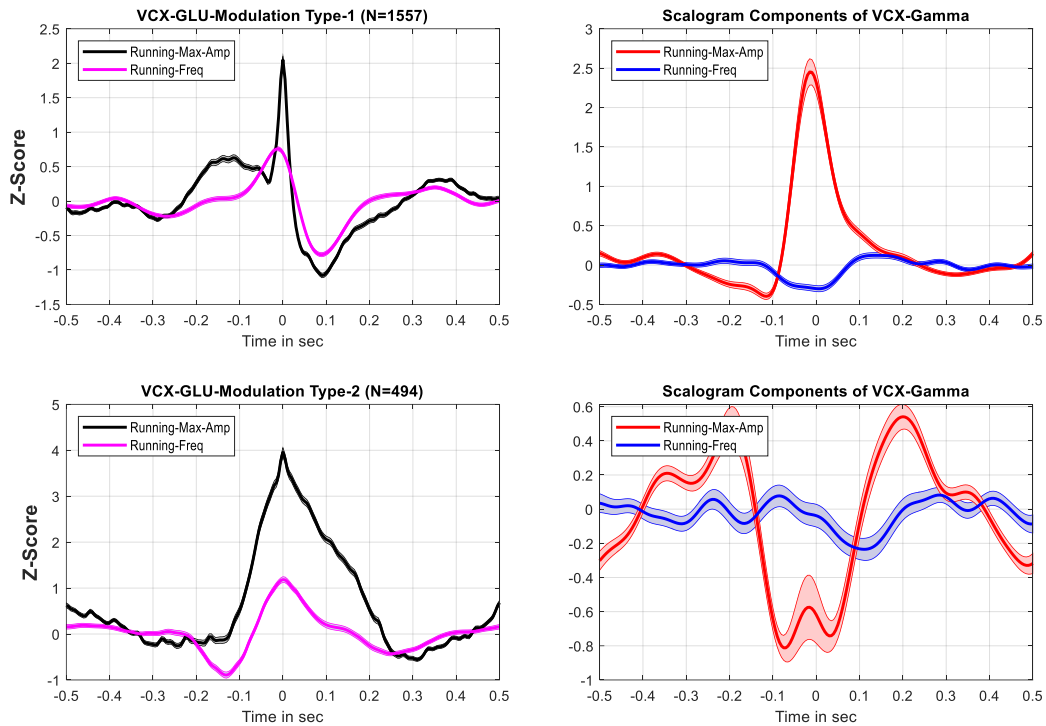 VCX-GLU-Modulation Type-1 (N=1557)
Running-Max-Amp
Running-Freq
Z-Score
2.5
2
1.5
1
0.5
0
-0.5
-1
-1.5
-0.5 -0.4 -0.3 -0.2 -0.1 0 0.1 0.2 0.3 0.4 0.5
Time in sec
Scalogram Components of VCX-Gamma
Running-Max-Amp
Running-Freq
3
2.5
2
1.5
1
0.5
0
-0.5
-0.5 -0.4 -0.3 -0.2 -0.1 0 0.1 0.2 0.3 0.4 0.5
Time in sec
VCX-GLU-Modulation Type-2 (N=494)
Running-Max-Amp
Running-Freq
Z-Score
5
4
3
2
1
0
-1
-0.5 -0.4 -0.3 -0.2 -0.1 0 0.1 0.2 0.3 0.4 0.5
Time in sec
Scalogram Components of VCX-Gamma
Running-Max-Amp
Running-Freq
0.6
0.4
0.2
0
-0.2
-0.4
-0.6
-0.8
-1
-0.5 -0.4 -0.3 -0.2 -0.1 0 0.1 0.2 0.3 0.4 0.5
Time in sec